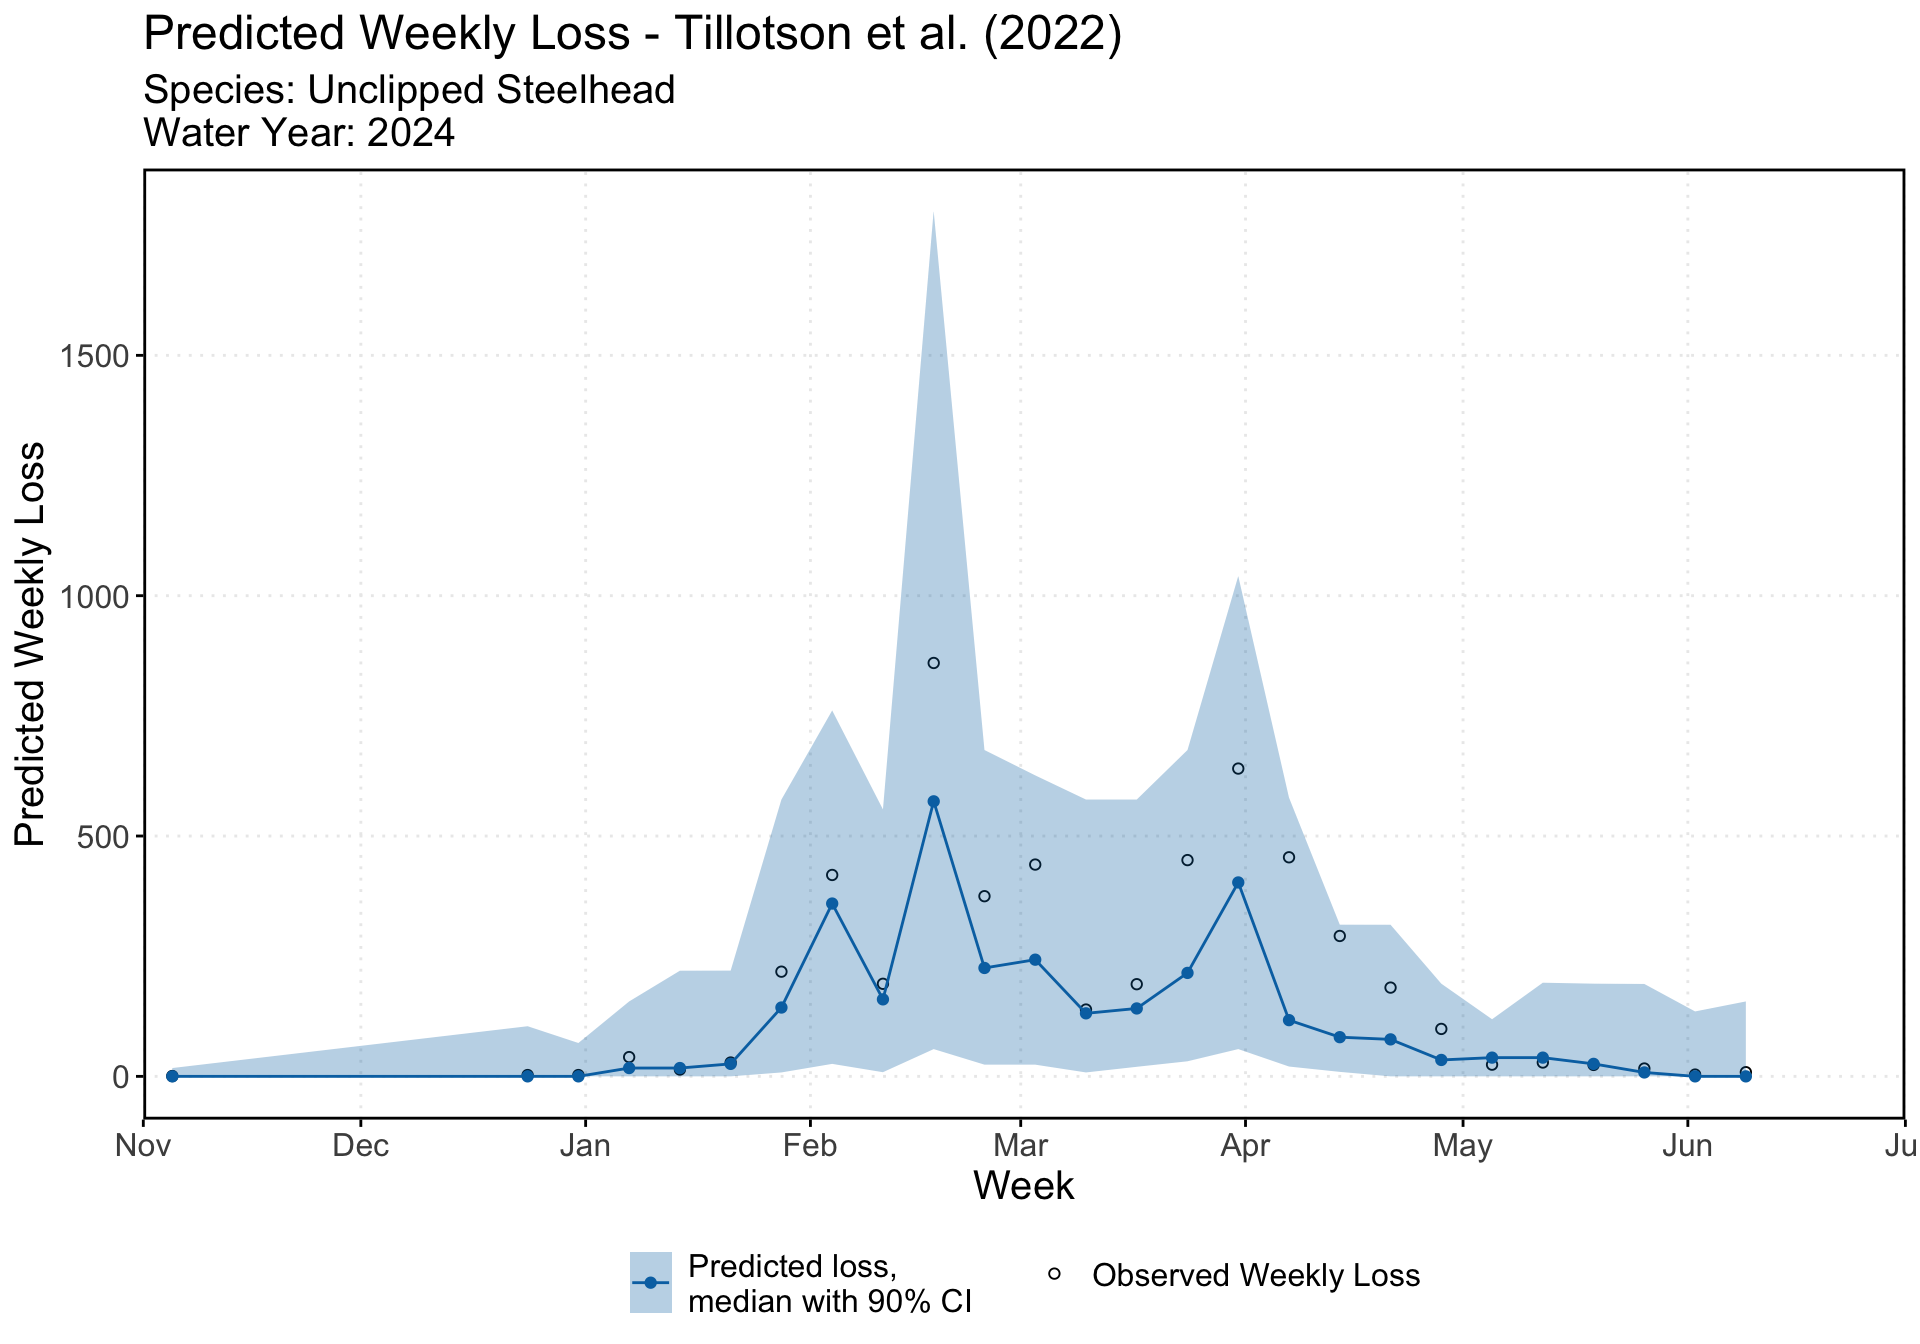 Predicted Weekly Loss - Tillotson et al. (2022)
Species: Unclipped Steelhead
Water Year: 2024
Predicted Weekly Loss
1500
1000
500
0
Nov Dec Jan Feb Mar Apr May Jun Ju
Week
Predicted loss,
median with 90% CI
Observed Weekly Loss